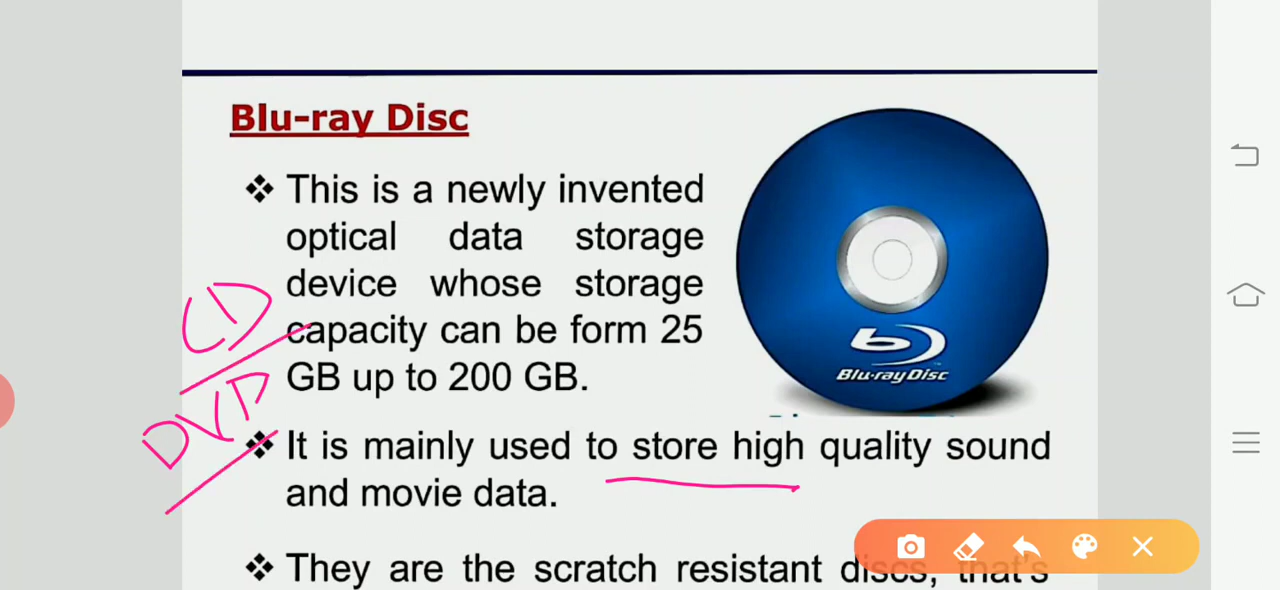 Blu-ray Disc
❖ This is a newly invented
optical data storage
device whose storage
CD
capacity can be form 25
GB up to 200 GB.
DVD
Blu-ray Disc
❖ It is mainly used to store high quality sound
and movie data.
❖ They are the scratch resistant discs, that's